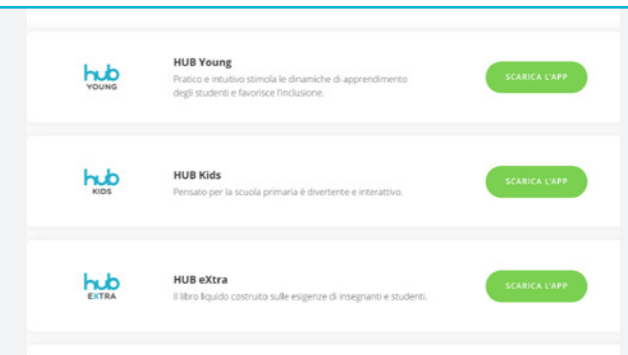 hub
YOUNG
HUB Young
Pratico e intuitivo stimola le dinamiche di apprendimento
degli studenti e favorisce l'inclusione.
SCARICA L'APP
hub
KIDS
HUB Kids
Pensato per la scuola primaria è divertente e interattivo.
SCARICA L'APP
hub
EXTRA
HUB eXtra
Il libro liquido costruito sulle esigenze di insegnanti e studenti.
SCARICA L'APP